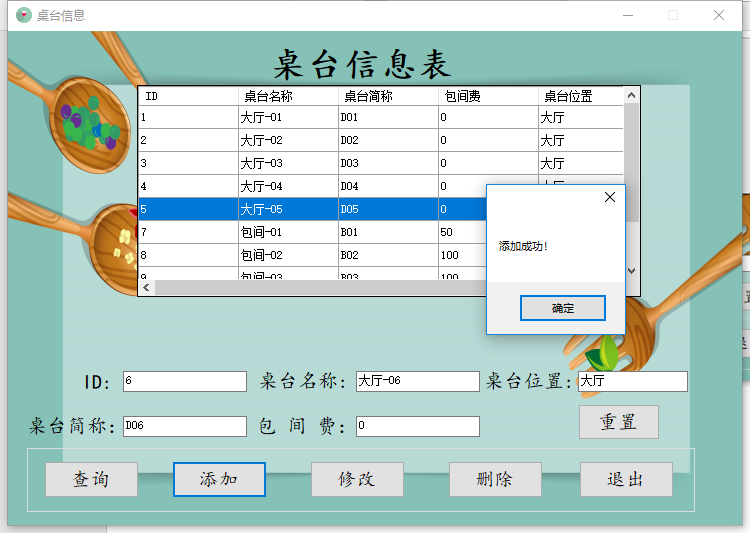 桌台信息
桌台信息表
ID 桌台名称 桌台简称 包间费 桌台位置
1 大厅-01 D01 0 大厅
2 大厅-02 D02 0 大厅
3 大厅-03 D03 0 大厅
4 大厅-04 D04 0
5 大厅-05 D05 0
7 包间-01 B01 50
8 包间-02 B02 100
9 包间-03 B03 100
添加成功!
确定
ID: 6 桌台名称: 大厅-06 桌台位置: 大厅
桌台简称: D06 包 间 费: 0
重置
查询 添加 修改 删除 退出